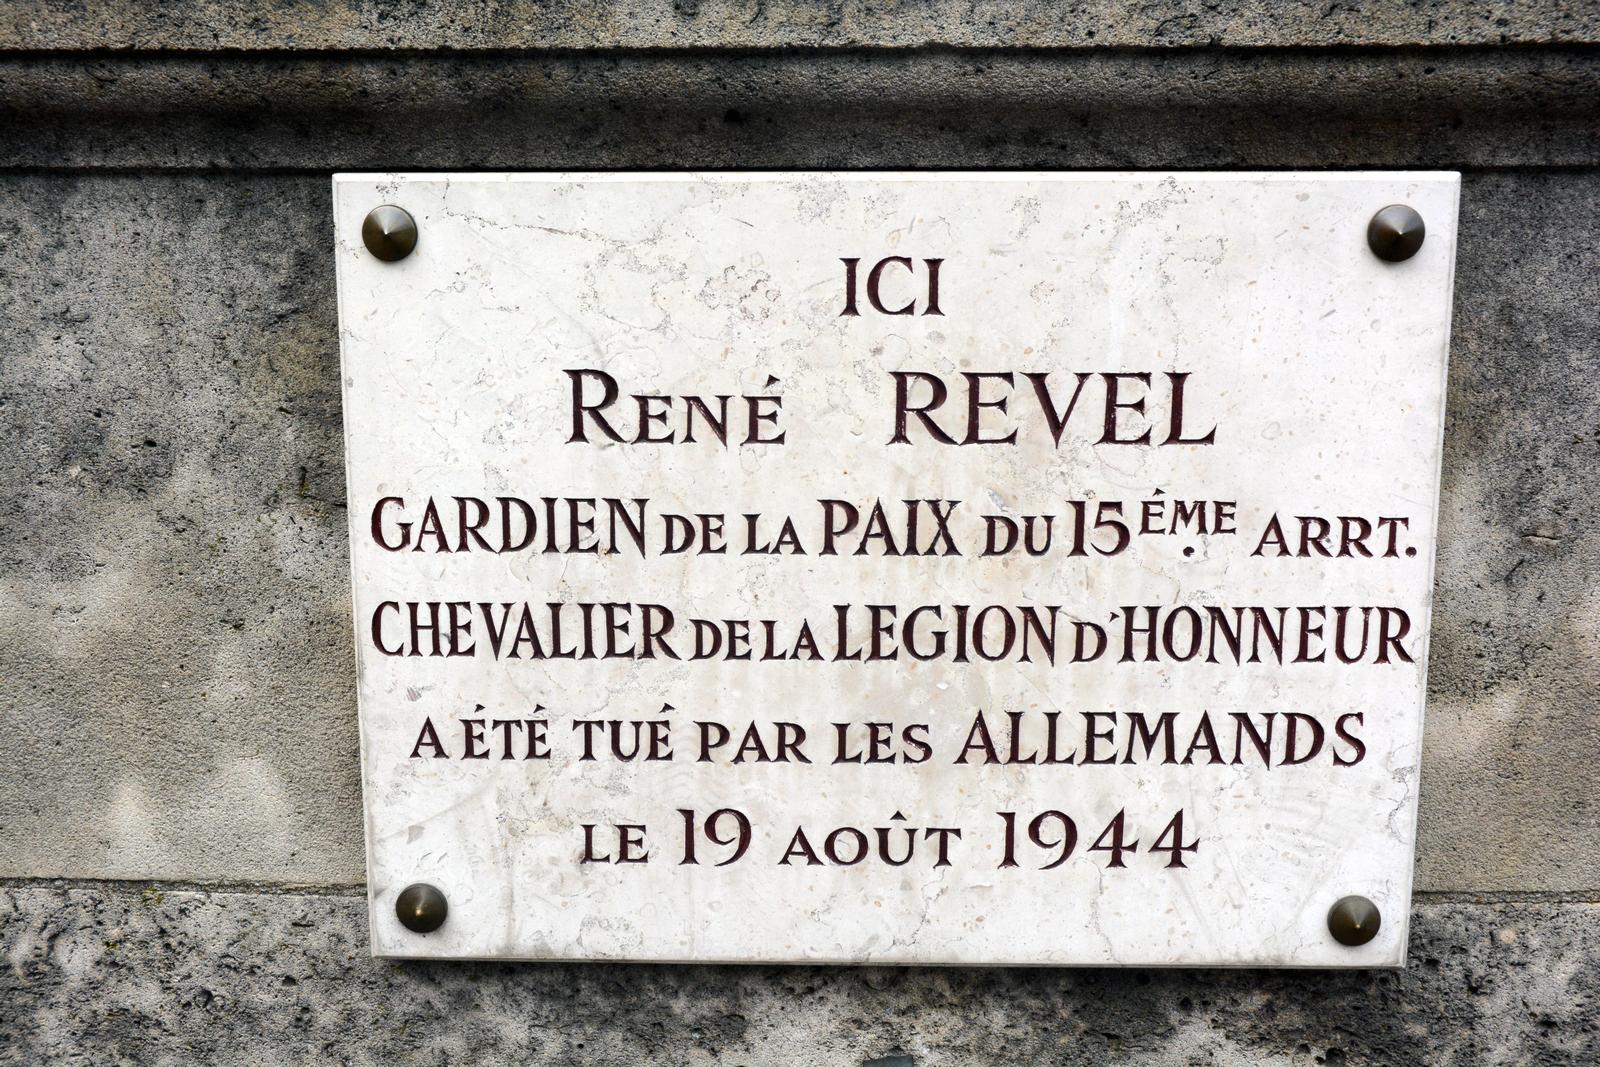 ICI
RENÉ REVEL
GARDIEN DE LA PAIX DU 15ÉME. ARRT.
CHEVALIER DE LA LEGION D'HONNEUR
A ÉTÉ TUÉ PAR LES ALLEMANDS
LE 19 AOÛT 1944